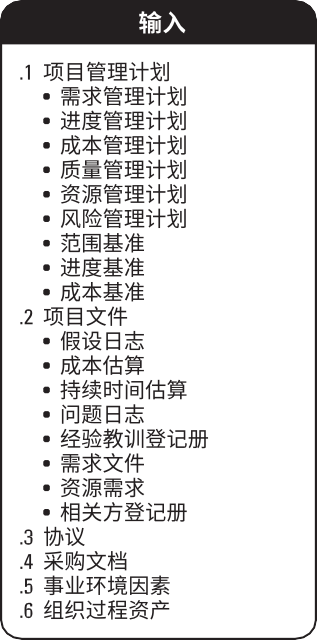 输入
.1 项目管理计划
• 需求管理计划
• 进度管理计划
• 成本管理计划
• 质量管理计划
• 资源管理计划
• 风险管理计划
• 范围基准
• 进度基准
• 成本基准
.2 项目文件
• 假设日志
• 成本估算
• 持续时间估算
• 问题日志
• 经验教训登记册
• 需求文件
• 资源需求
• 相关方登记册
.3 协议
.4 采购文档
.5 事业环境因素
.6 组织过程资产